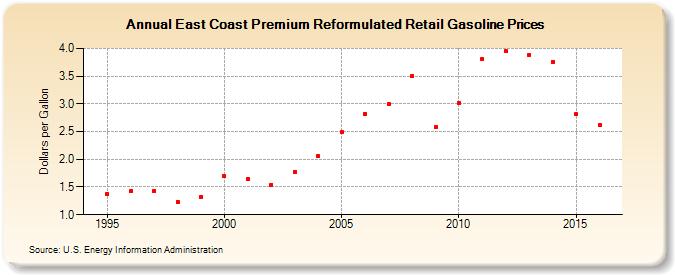 Annual East Coast Premium Reformulated Retail Gasoline Prices
Dollars per Gallon
4.0
3.5
3.0
2.5
2.0
1.5
1.0
1995 2000 2005 2010 2015
Source: U.S. Energy Information Administration